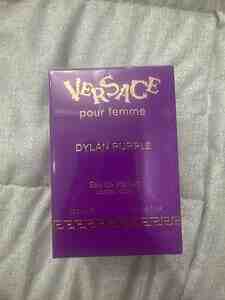 VERSACE
pour femme
DYLAN PURPLE
Eau de Parfum